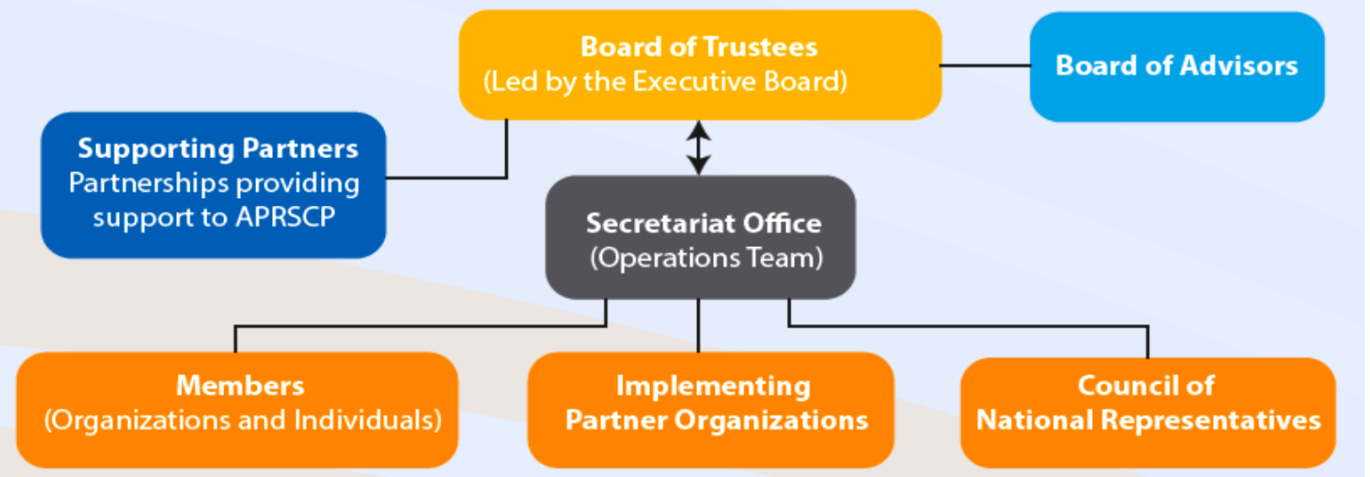 Board of Trustees
(Led by the Executive Board)
Board of Advisors
Supporting Partners
Partnerships providing
support to APRSCP
Secretariat Office
(Operations Team)
Members
(Organizations and Individuals)
Implementing
Partner Organizations
Council of
National Representatives